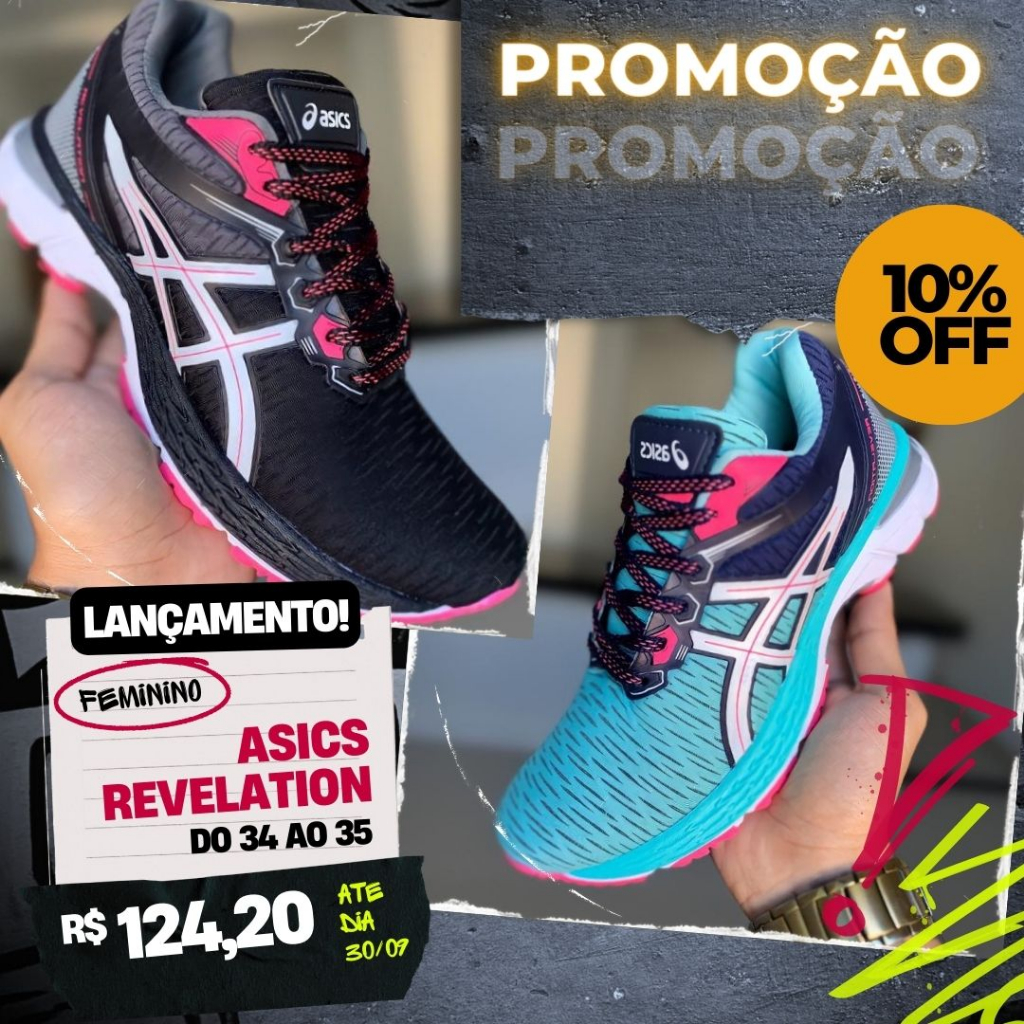 PROMOÇÃO
PROMOÇÃO
10%
OFF
asics
asics
LANÇAMENTO!
FEMININO
ASICS
REVELATION
DO 34 AO 35
R$ 124,20
ATE
DIA
30/09